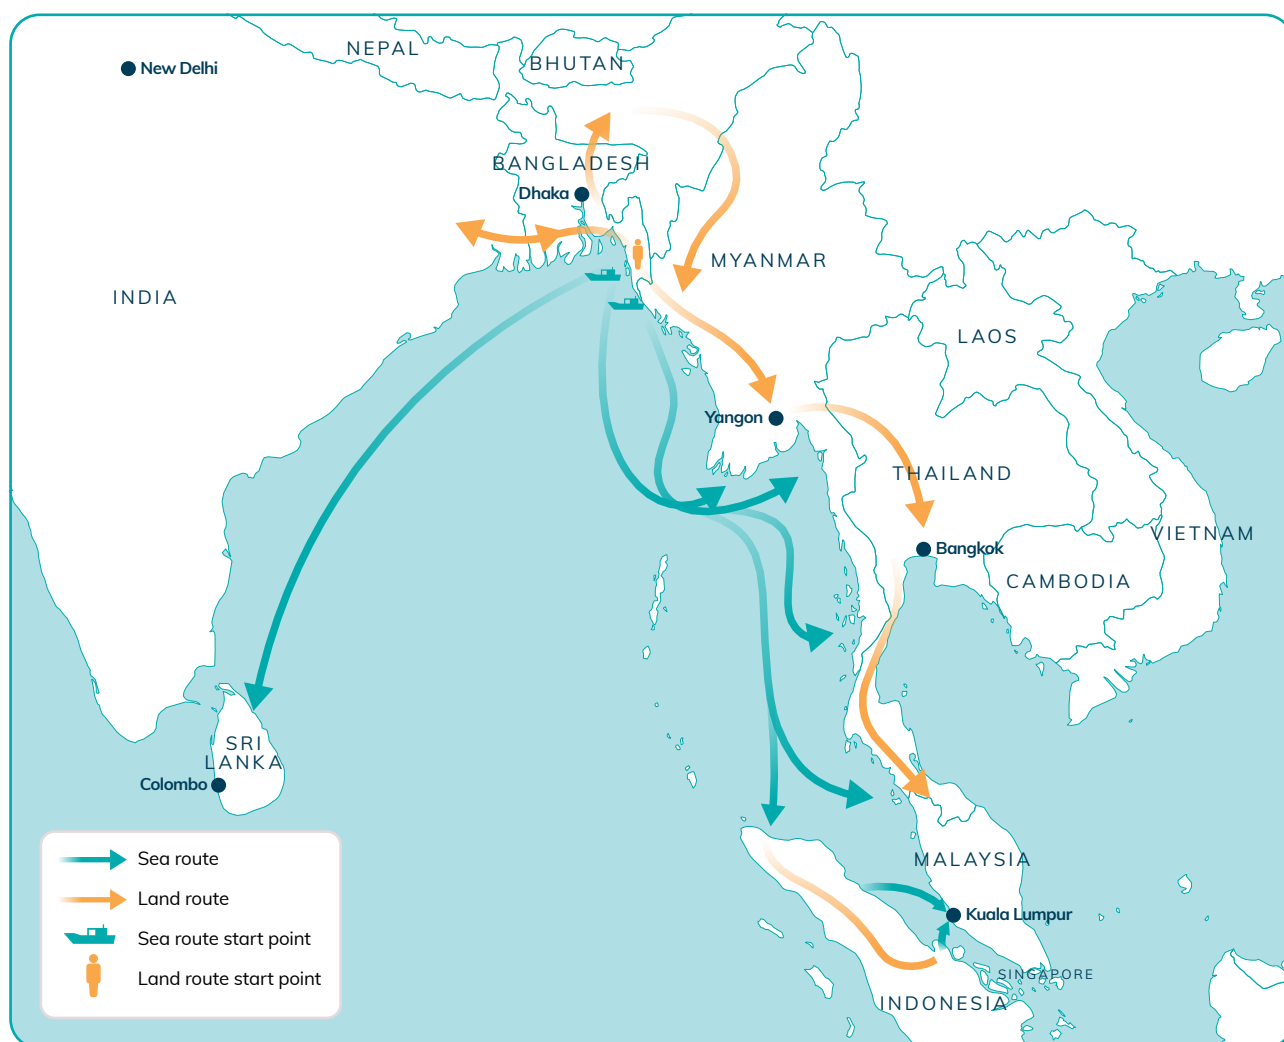 NEPAL
New Delhi
BHUTAN
BANGLADESH
Dhaka
MYANMAR
INDIA
LAOS
Yangon
THAILAND
VIETNAM
Bangkok
CAMBODIA
SRI
LANKA
Colombo
MALAYSIA
Kuala Lumpur
SINGAPORE
INDONESIA
Sea route
Land route
Sea route start point
Land route start point